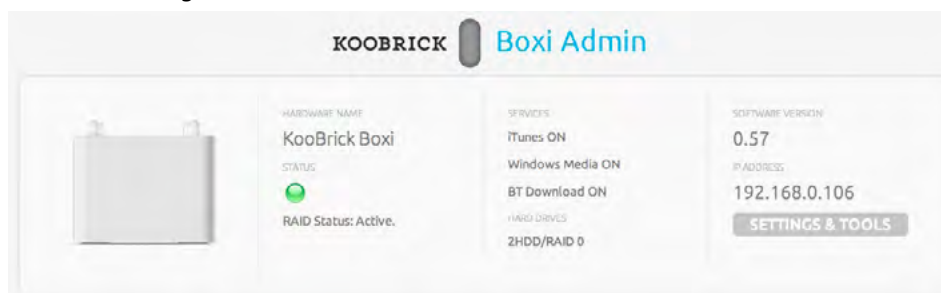 KOOBRICK Boxi Admin
HARDWARE NAME
KooBrick Boxi
STATUS
RAID Status: Active.
SERVICES
iTunes ON
Windows Media ON
BT Download ON
HARD DRIVES
2HDD/RAID 0
SOFTWARE VERSION
0.57
IP ADDRESS
192.168.0.106
SETTINGS & TOOLS